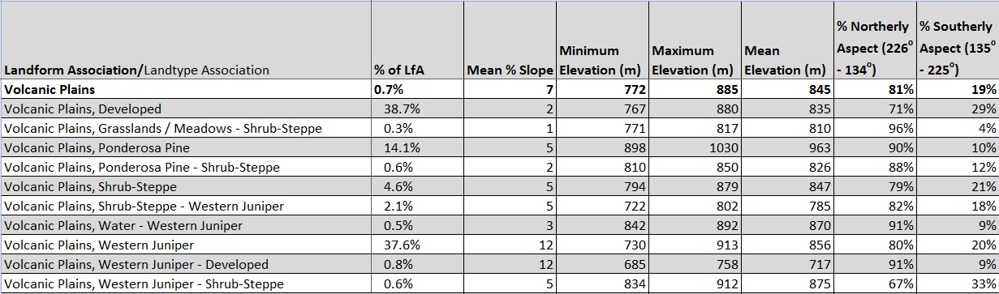 Landform Association/Landtype Association % of LfA Mean % Slope Minimum Elevation (m) Maximum Elevation (m) Mean Elevation (m) % Northerly Aspect (226° - 134°) % Southerly Aspect (135° - 225°)
Volcanic Plains 0.7% 7 772 885 845 81% 19%
Volcanic Plains, Developed 38.7% 2 767 880 835 71% 29%
Volcanic Plains, Grasslands / Meadows - Shrub-Steppe 0.3% 1 771 817 810 96% 4%
Volcanic Plains, Ponderosa Pine 14.1% 5 898 1030 963 90% 10%
Volcanic Plains, Ponderosa Pine - Shrub-Steppe 0.6% 2 810 850 826 88% 12%
Volcanic Plains, Shrub-Steppe 4.6% 5 794 879 847 79% 21%
Volcanic Plains, Shrub-Steppe - Western Juniper 2.1% 5 722 802 785 82% 18%
Volcanic Plains, Water - Western Juniper 0.5% 3 842 892 870 91% 9%
Volcanic Plains, Western Juniper 37.6% 12 730 913 856 80% 20%
Volcanic Plains, Western Juniper - Developed 0.8% 12 685 758 717 91% 9%
Volcanic Plains, Western Juniper - Shrub-Steppe 0.6% 5 834 912 875 67% 33%